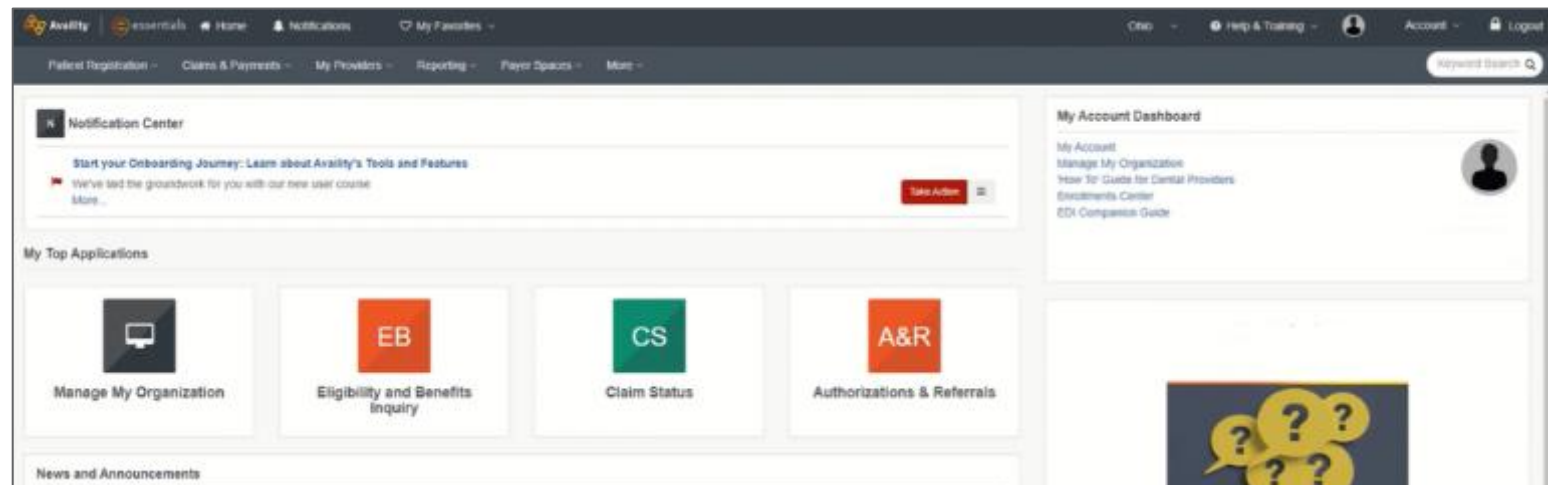 Availity essentials Home Notifications My Favorites Ohio Help & Training Account Logout
Patient Registration Claims & Payments My Providers Reporting Payer Spaces More Keyword Search
N Notification Center
Start your Onboarding Journey: Learn about Availity's Tools and Features
We've laid the groundwork for you with our new user course
More...
Take Action
My Account Dashboard
My Account
Manage My Organization
'How To' Guide for Dental Providers
Enrollments Center
EDI Companion Guide
My Top Applications
Manage My Organization
EB
Eligibility and Benefits
Inquiry
CS
Claim Status
A&R
Authorizations & Referrals
? ? ?
? ?
News and Announcements